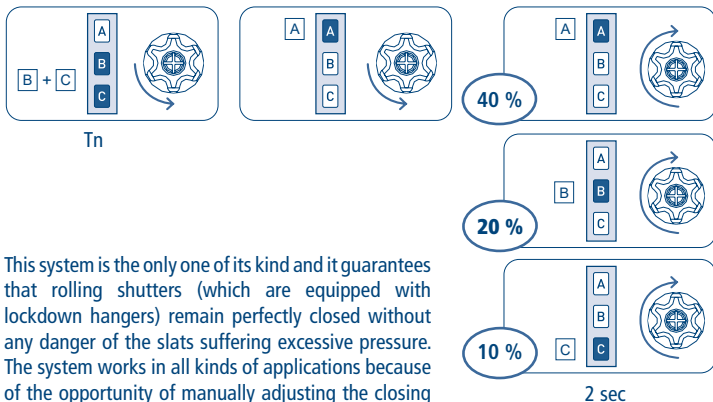 A
B
C
B + C
Tn
A
A
B
C
A
A
B
C
40 %
A
B
B
C
20 %
A
B
C
C
10 %
2 sec
This system is the only one of its kind and it guarantees
that rolling shutters (which are equipped with
lockdown hangers) remain perfectly closed without
any danger of the slats suffering excessive pressure.
The system works in all kinds of applications because
of the opportunity of manually adjusting the closing